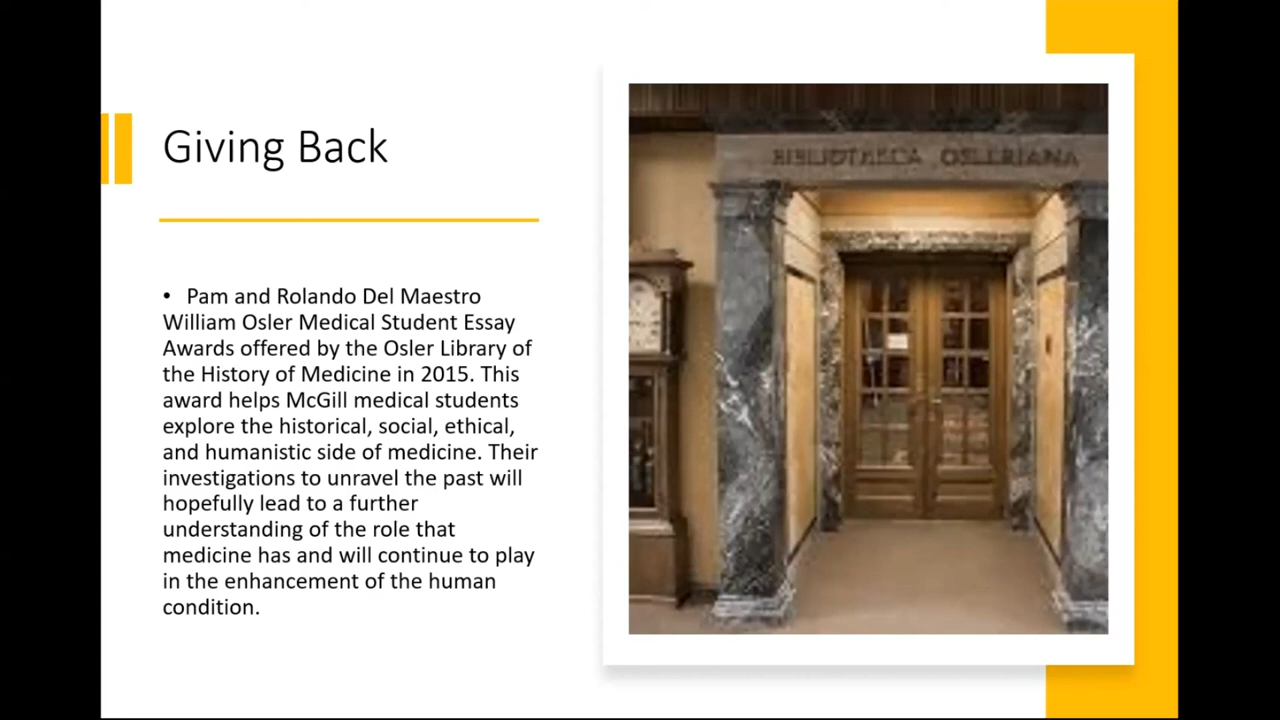 Giving Back
• Pam and Rolando Del Maestro
William Osler Medical Student Essay
Awards offered by the Osler Library of
the History of Medicine in 2015. This
award helps McGill medical students
explore the historical, social, ethical,
and humanistic side of medicine. Their
investigations to unravel the past will
hopefully lead to a further
understanding of the role that
medicine has and will continue to play
in the enhancement of the human
condition.
BIBLIOTHECA OSLERIANA